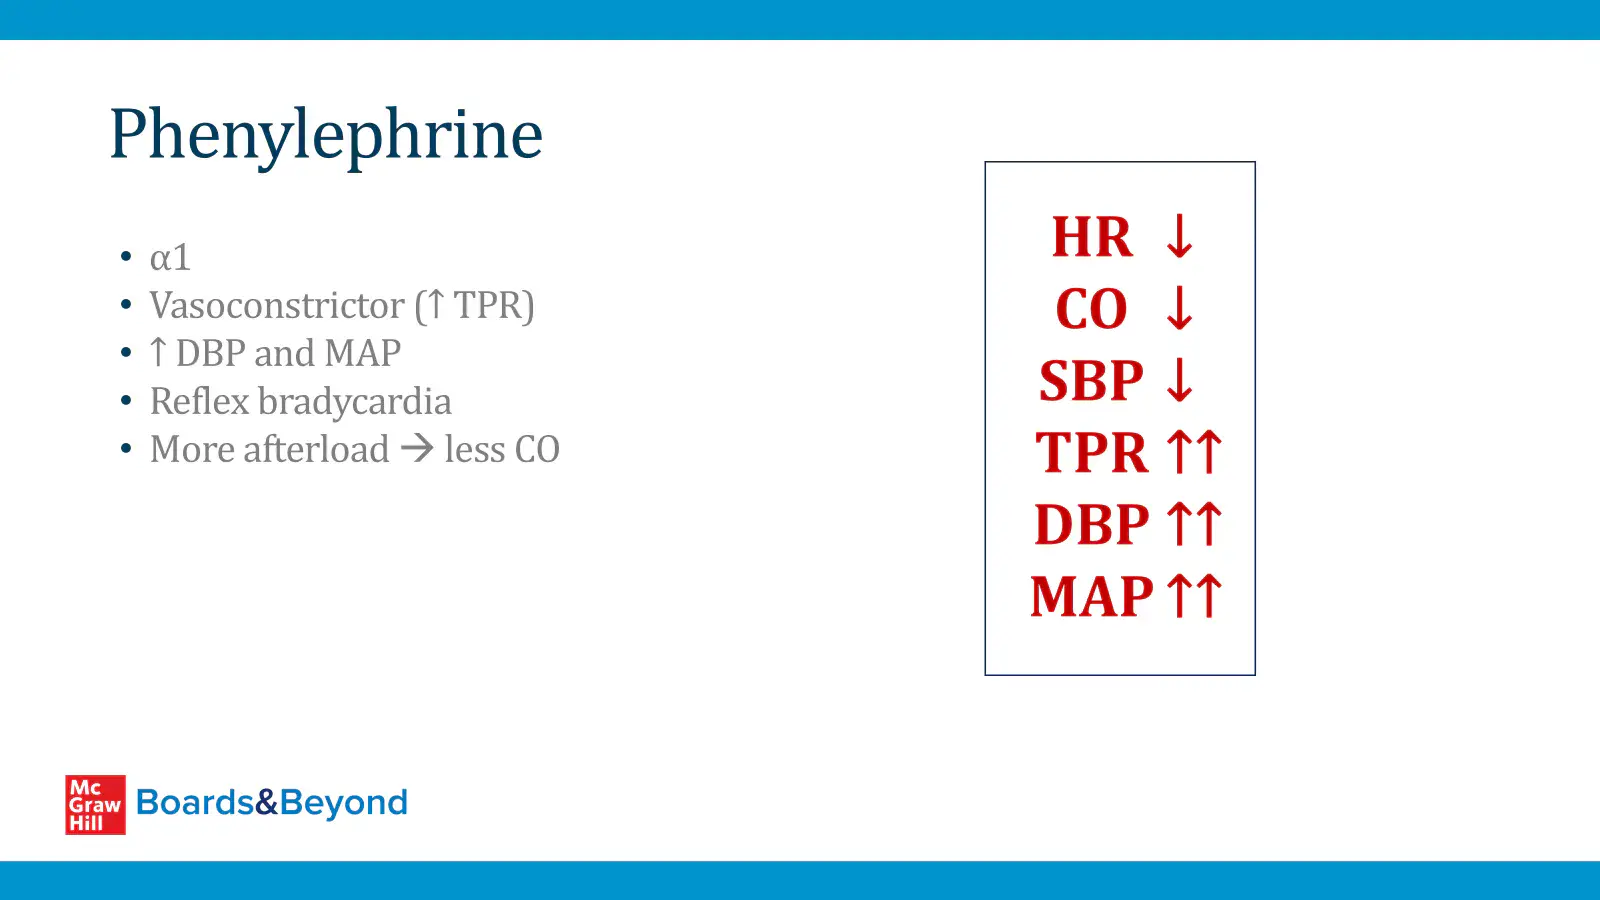 Phenylephrine
• α1
• Vasoconstrictor (↑ TPR)
• ↑ DBP and MAP
• Reflex bradycardia
• More afterload → less CO
HR ↓
CO ↓
SBP ↓
TPR ↑↑
DBP ↑↑
MAP ↑↑
Mc
Graw
Hill
Boards&Beyond